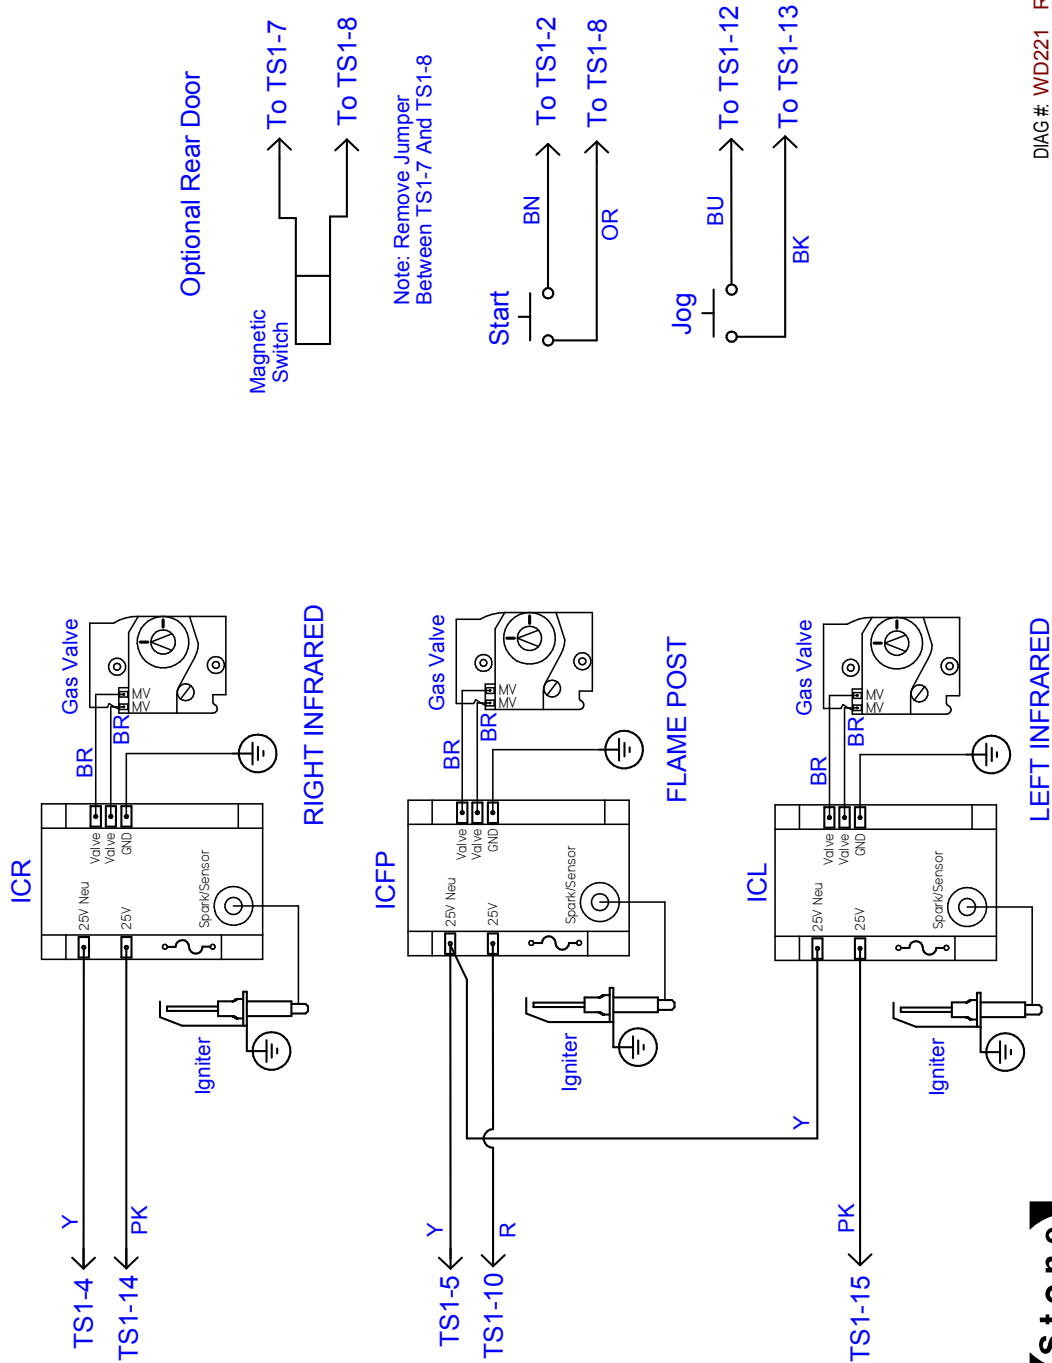 ICR
25V Neu
25V
Valve
Valve
GND
Spark/Sensor
BR
BR
Gas Valve
MV
MV
RIGHT INFRARED
Igniter
Y
PK
TS1-4
TS1-14
ICFP
25V Neu
25V
Valve
Valve
GND
Spark/Sensor
BR
BR
Gas Valve
MV
MV
FLAME POST
Igniter
Y
R
TS1-5
TS1-10
ICL
25V Neu
25V
Valve
Valve
GND
Spark/Sensor
BR
BR
Gas Valve
MV
MV
LEFT INFRARED
Igniter
Y
PK
TS1-15
Optional Rear Door
Magnetic
Switch
To TS1-7
To TS1-8
Note: Remove Jumper
Between TS1-7 And TS1-8
Start
BN
OR
To TS1-2
To TS1-8
Jog
BU
BK
To TS1-12
To TS1-13
DIAG #: WD221